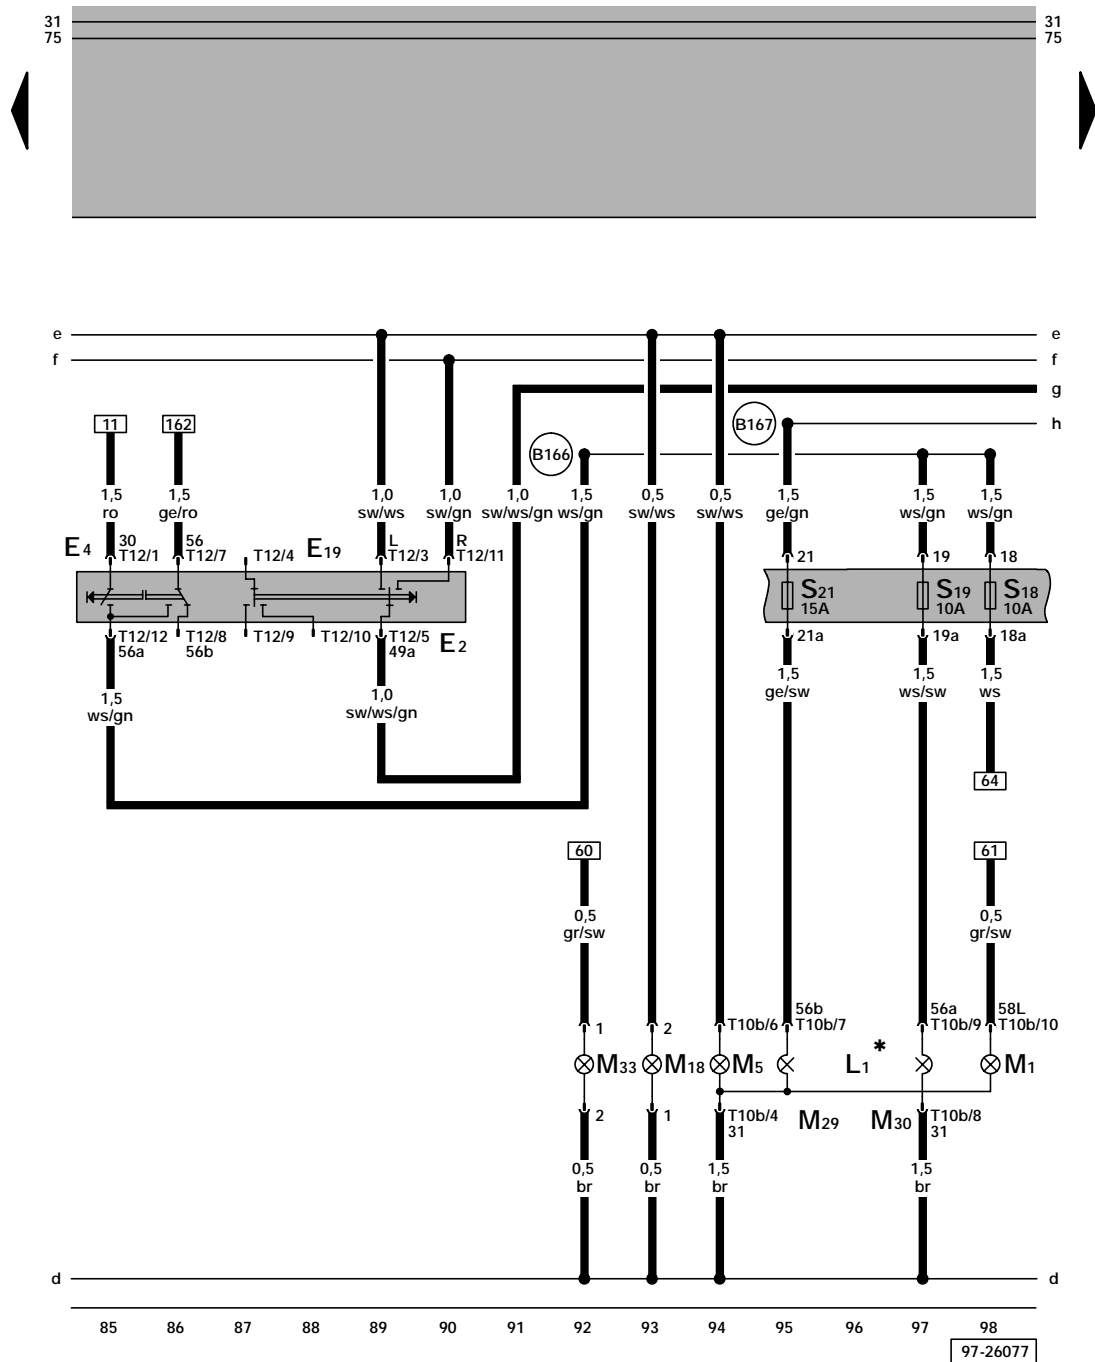 31 31
75 75
e e
f f
g
11 162 B167 h
B166
1,5 1,5 1,0 1,0 1,0 1,5 0,5 0,5 1,5 1,5 1,5
ro ge/ro sw/ws sw/gn sw/ws/gn ws/gn sw/ws sw/ws ge/gn ws/gn ws/gn
30 56 L R
E4 T12/1 T12/7 T12/4 E19 T12/3 T12/11 21 19 18
S21 S19 S18
15A 10A 10A
T12/12 T12/8 T12/9 T12/10 T12/5 E2 21a 19a 18a
56a 56b 49a
1,5 1,0 1,5 1,5 1,5
ws/gn sw/ws/gn ge/sw ws/sw ws
64
60 61
0,5 0,5
gr/sw gr/sw
56b 56a 58L
1 2 T10b/6 T10b/7 T10b/9 T10b/10
M33 M18 M5 L1 * M1
2 1 T10b/4 M29 M30 T10b/8
31 31
0,5 0,5 1,5 1,5
br br br br
d d
85 86 87 88 89 90 91 92 93 94 95 96 97 98
97-26077